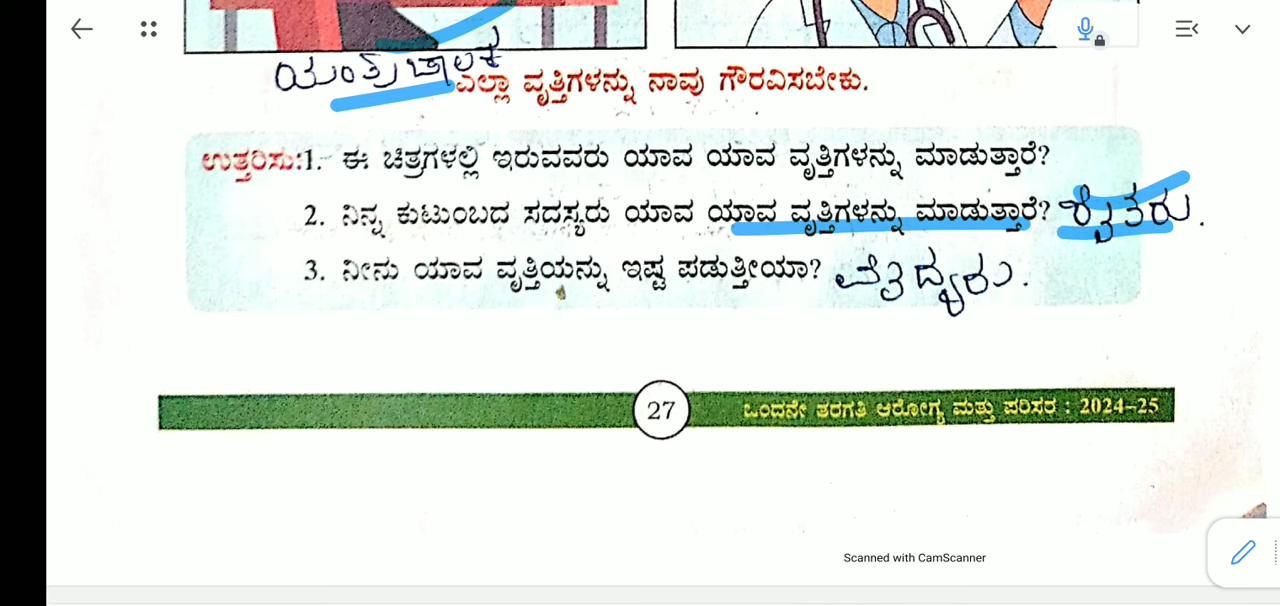 ಯಂತ್ರಚಾಲಕ
ಎಲ್ಲಾ ವೃತ್ತಿಗಳನ್ನು ನಾವು ಗೌರವಿಸಬೇಕು.
ಉತ್ತರಿಸು:1. ಈ ಚಿತ್ರಗಳಲ್ಲಿ ಇರುವವರು ಯಾವ ಯಾವ ವೃತ್ತಿಗಳನ್ನು ಮಾಡುತ್ತಾರೆ?
2. ನಿನ್ನ ಕುಟುಂಬದ ಸದಸ್ಯರು ಯಾವ ಯಾವ ವೃತ್ತಿಗಳನ್ನು ಮಾಡುತ್ತಾರೆ? ರೈತರು.
3. ನೀನು ಯಾವ ವೃತ್ತಿಯನ್ನು ಇಷ್ಟ ಪಡುತ್ತೀಯಾ? ವೈದ್ಯರು.
27 ಒಂದನೇ ತರಗತಿ ಆರೋಗ್ಯ ಮತ್ತು ಪರಿಸರ : 2024-25
Scanned with CamScanner